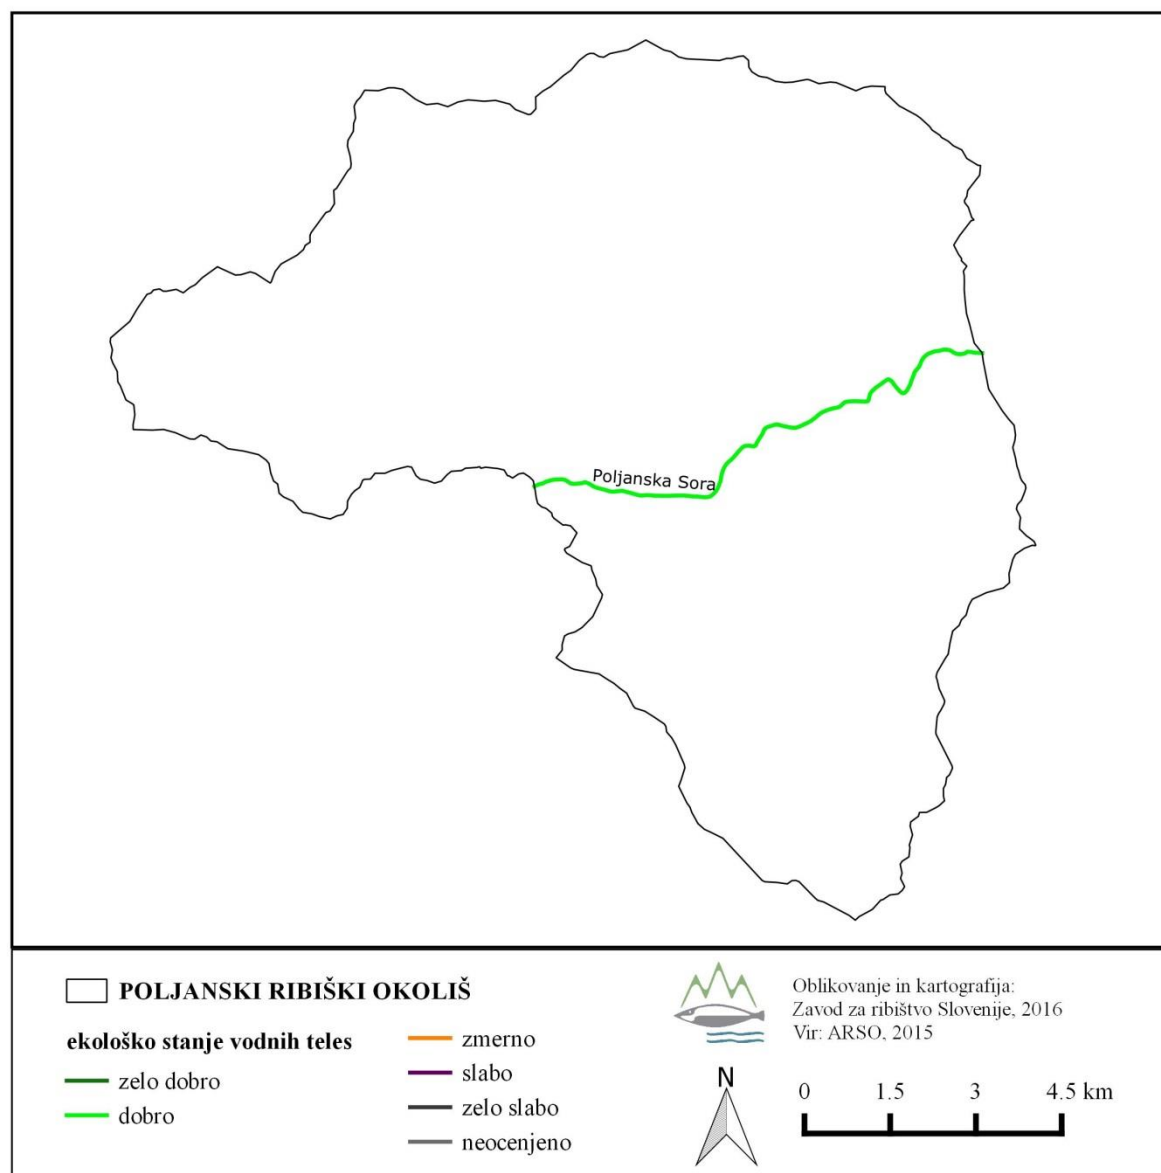 Poljanska Sora
POLJANSKI RIBIŠKI OKOLIŠ
ekološko stanje vodnih teles
zelo dobro
dobro
zmerno
slabo
zelo slabo
neocenjeno
Oblikovanje in kartografija:
Zavod za ribištvo Slovenije, 2016
Vir: ARSO, 2015
N
0 1.5 3 4.5 km